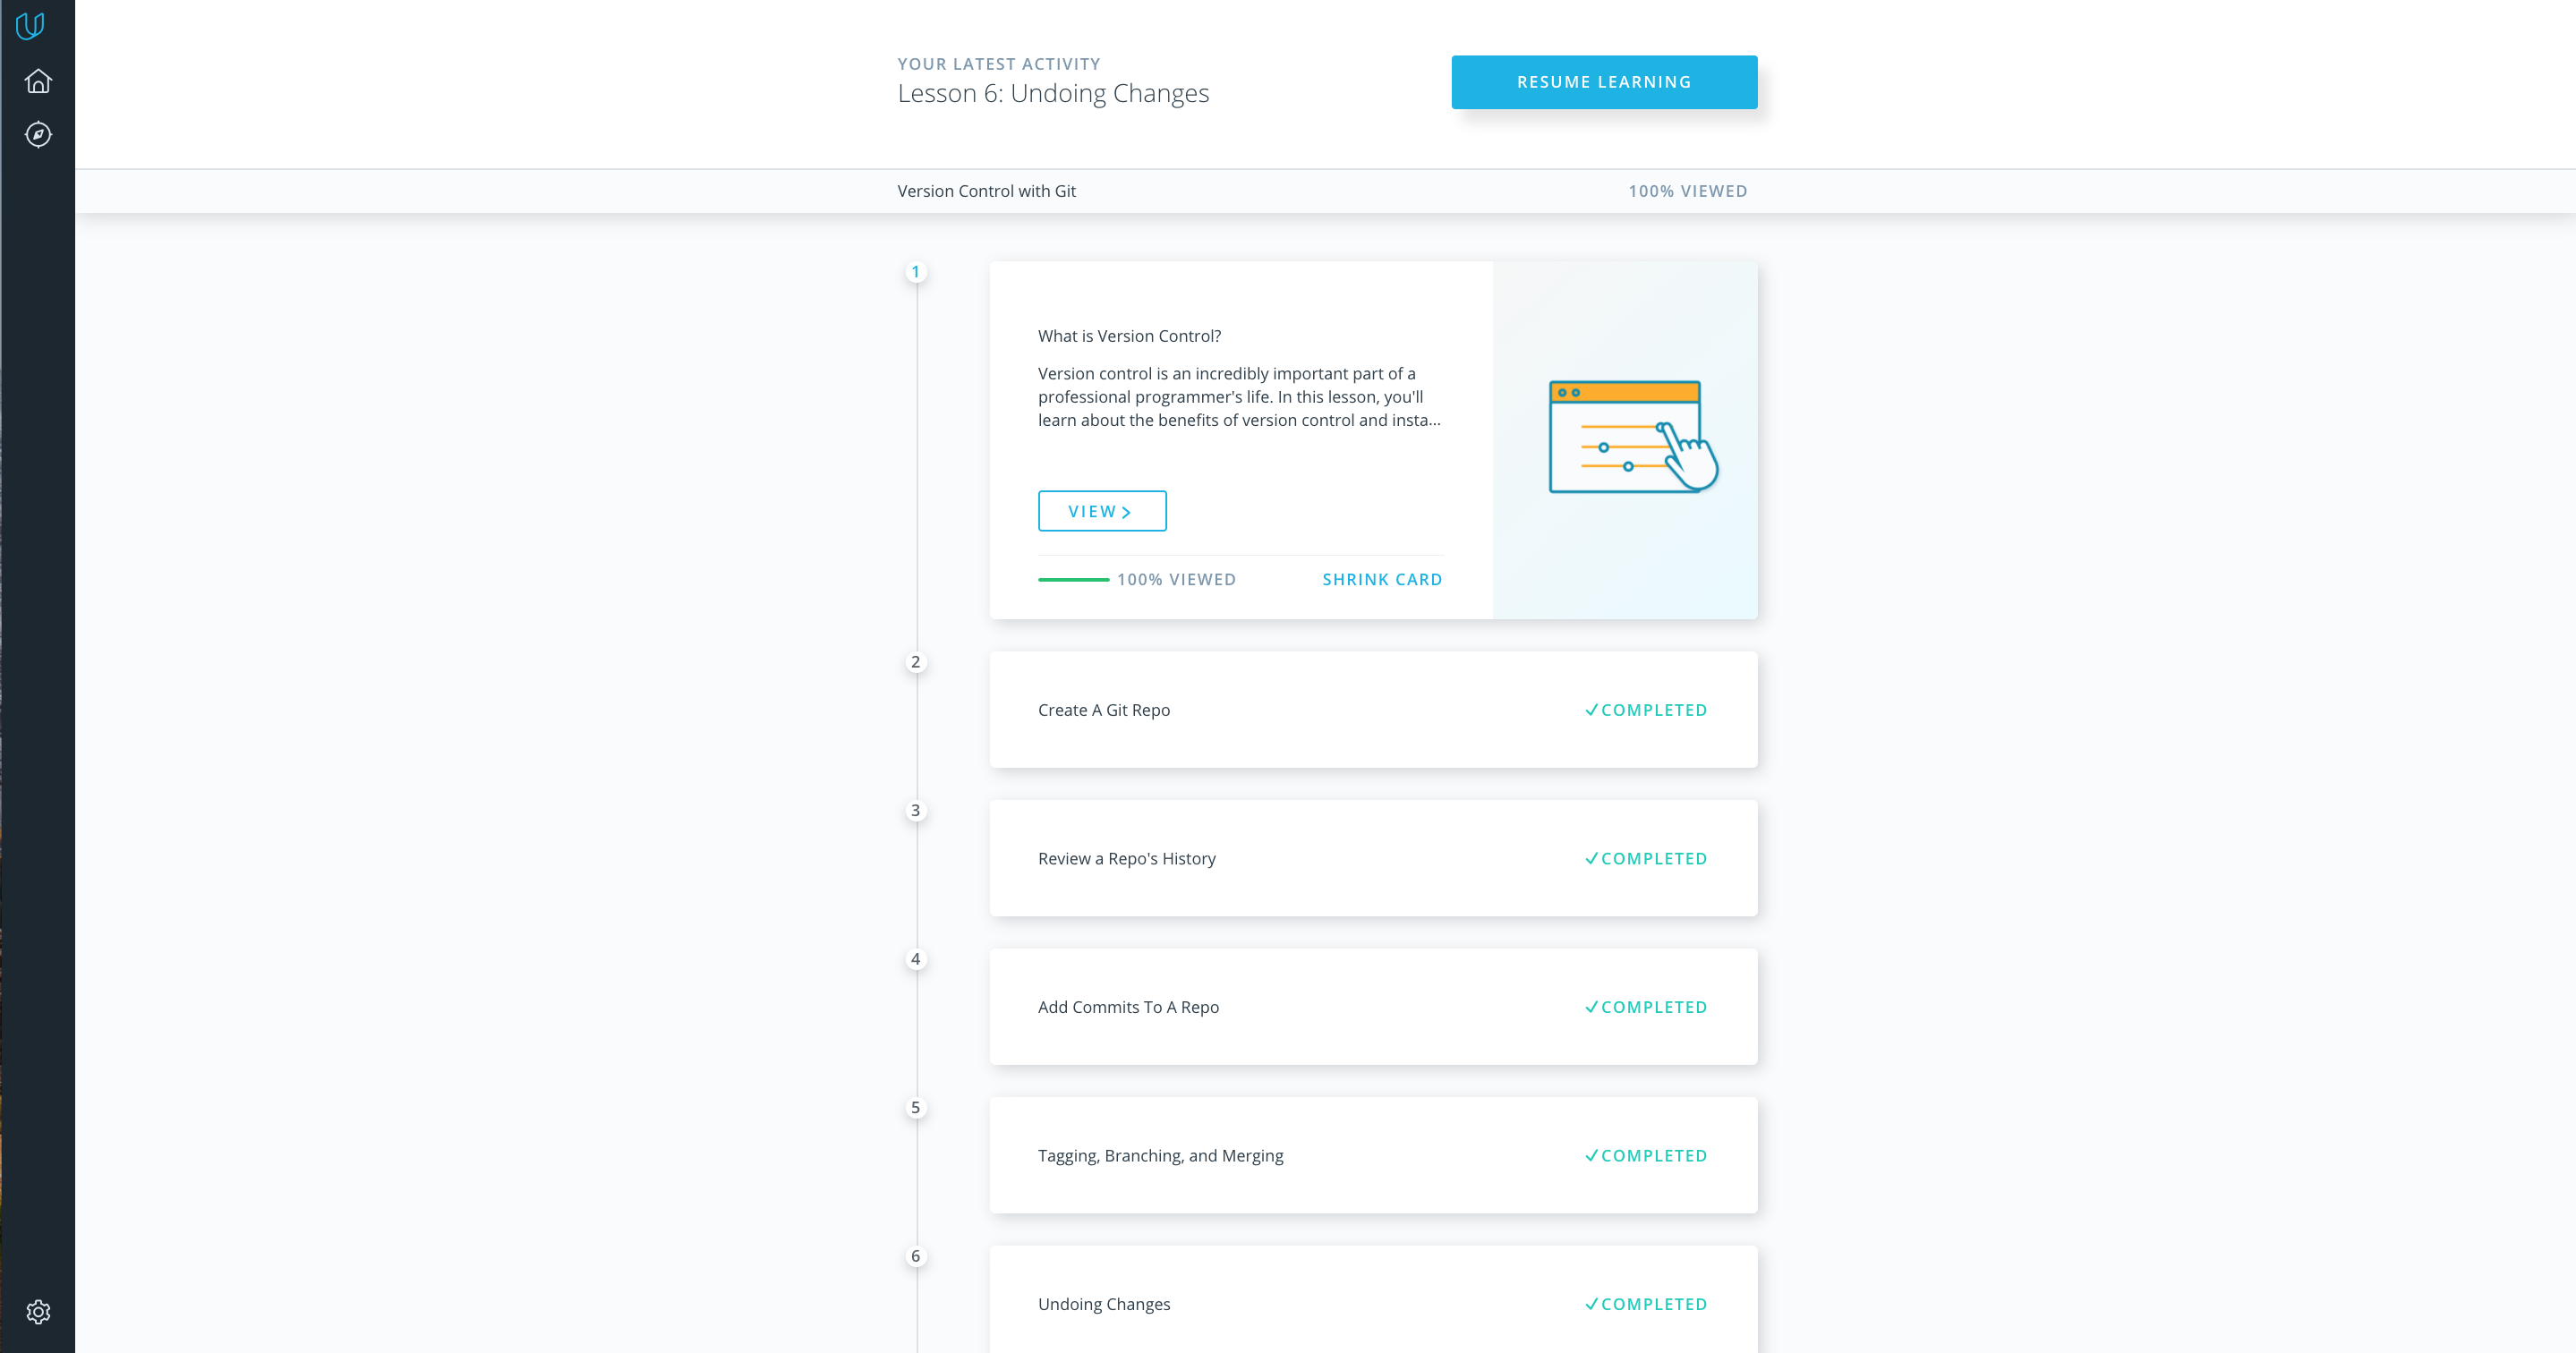 YOUR LATEST ACTIVITY
Lesson 6: Undoing Changes
RESUME LEARNING
Version Control with Git
100% VIEWED
1
What is Version Control?
Version control is an incredibly important part of a
professional programmer's life. In this lesson, you'll
learn about the benefits of version control and insta...
VIEW
100% VIEWED
SHRINK CARD
2
Create A Git Repo
COMPLETED
3
Review a Repo's History
COMPLETED
4
Add Commits To A Repo
COMPLETED
5
Tagging, Branching, and Merging
COMPLETED
6
Undoing Changes
COMPLETED